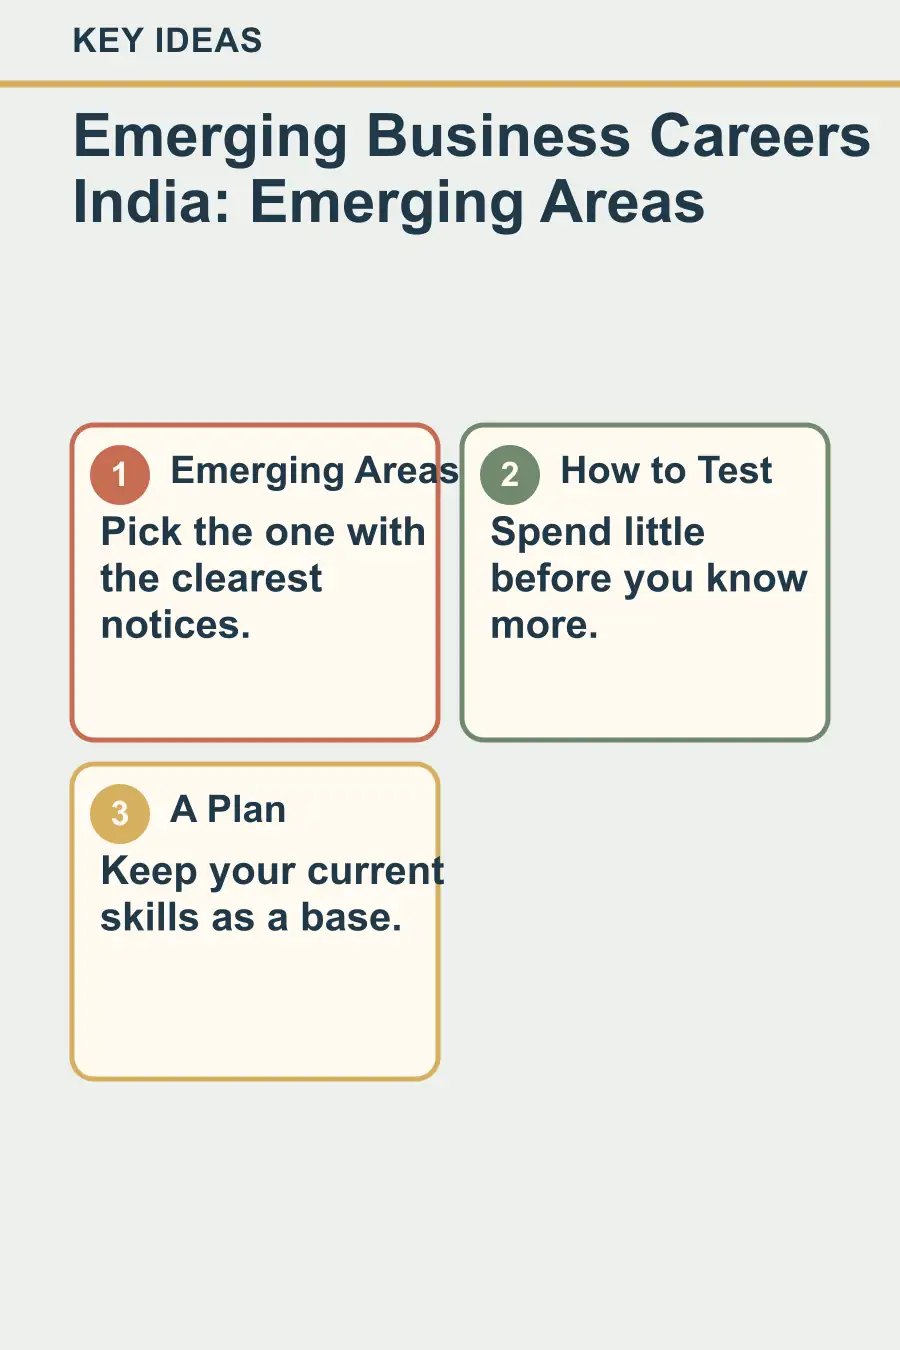 KEY IDEAS
Emerging Business Careers
India: Emerging Areas
1 Emerging Areas
Pick the one with
the clearest
notices.
2 How to Test
Spend little
before you know
more.
3 A Plan
Keep your current
skills as a base.